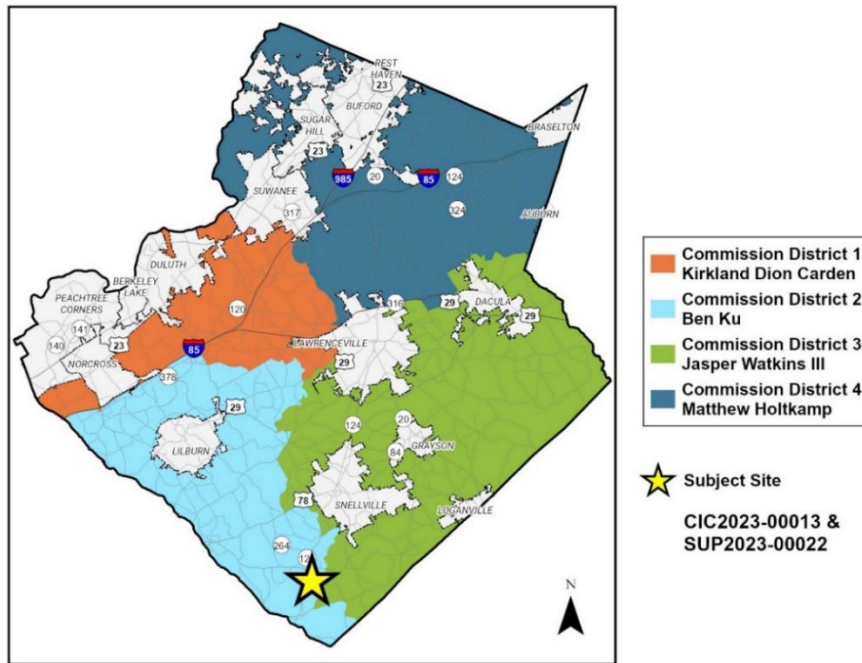 REST
HAVEN
23
BUFORD
SUGAR
HILL
23
BRASELTON
985
20
85
124
SUWANEE
317
324
AUBURN
DULUTH
BERKELEY
LAKE
PEACHTREE
CORNERS
141
140
23
NORCROSS
120
85
316
29
DACULA
29
LAWRENCEVILLE
29
378
29
LILBURN
124
20
GRAYSON
84
78
SNELLVILLE
LOGANVILLE
264
N
Commission District 1
Kirkland Dion Carden
Commission District 2
Ben Ku
Commission District 3
Jasper Watkins III
Commission District 4
Matthew Holtkamp
Subject Site
CIC2023-00013 &
SUP2023-00022